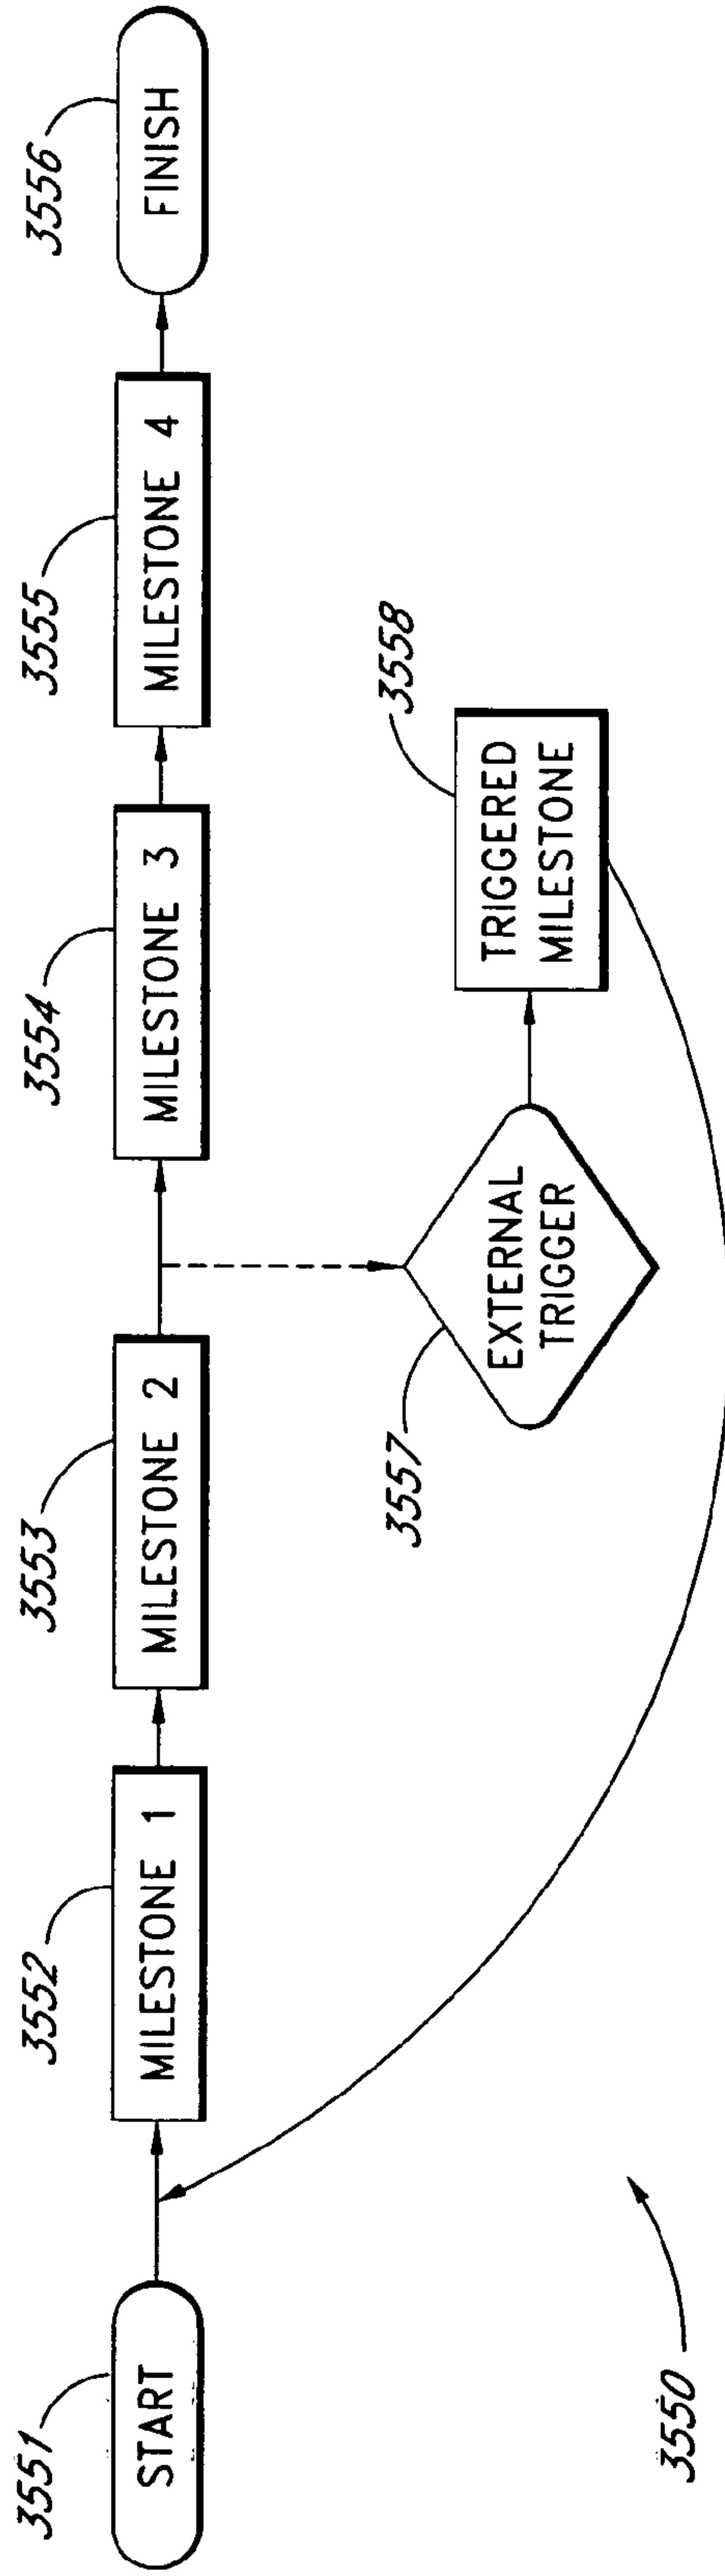 3551
START
3552
MILESTONE 1
3553
MILESTONE 2
3554
MILESTONE 3
3555
MILESTONE 4
3556
FINISH
3557
EXTERNAL
TRIGGER
3558
TRIGGERED
MILESTONE
3550